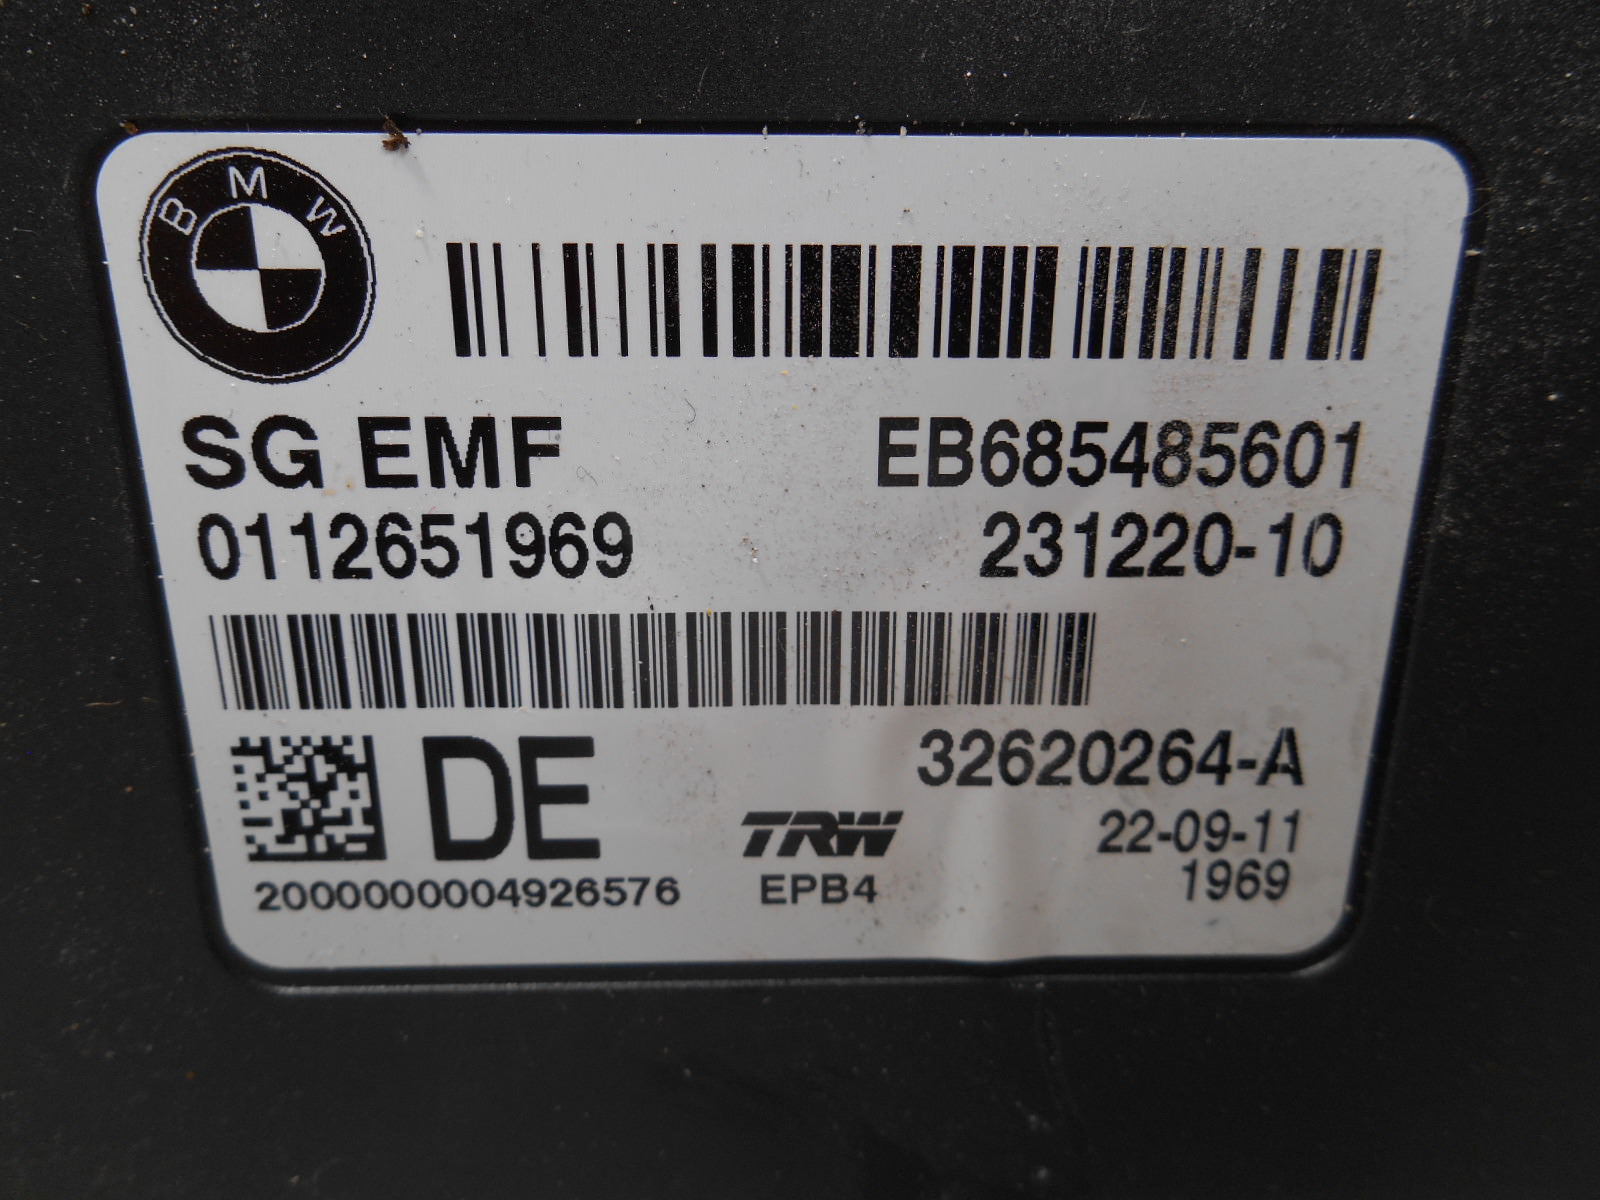 BMW
SG EMF EB685485601
0112651969 231220-10
DE 32620264-A
TRW 22-09-11
2000000004926576 EPB4 1969